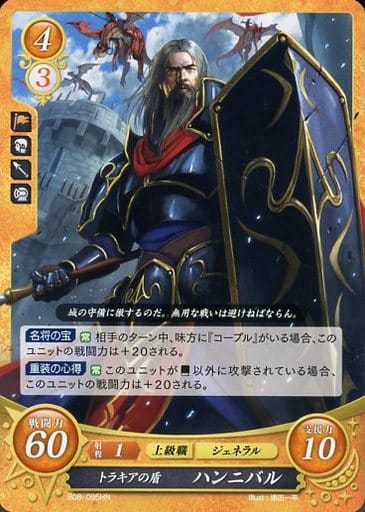 4
3
城の守備に徹するのだ。無用な戦いは避けねばならん。
名将の宝 常 相手のターン中、味方に『コープル』がいる場合、この
ユニットの戦闘力は+20される。
重装の心得 常 このユニットが 以外に攻撃されている場合、
このユニットの戦闘力は+20される。
戦闘力
60
射程 1
上級職
ジェネラル
支援力
10
トラキアの盾 ハンニバル
B08-095HN
Illust:漆田一平